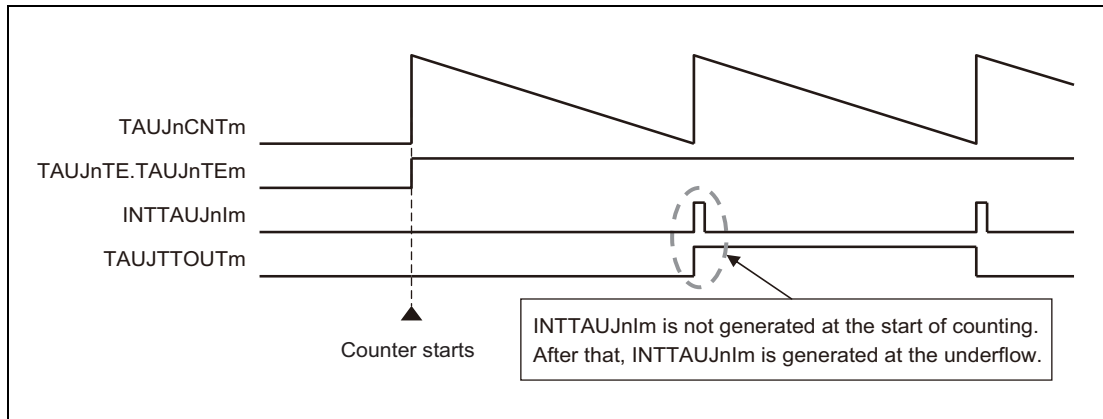 TAUJnCNTm
TAUJnTE.TAUJnTEm
INTTAUJnIm
TAUJTTOUTm
Counter starts
INTTAUJnIm is not generated at the start of counting.
After that, INTTAUJnIm is generated at the underflow.